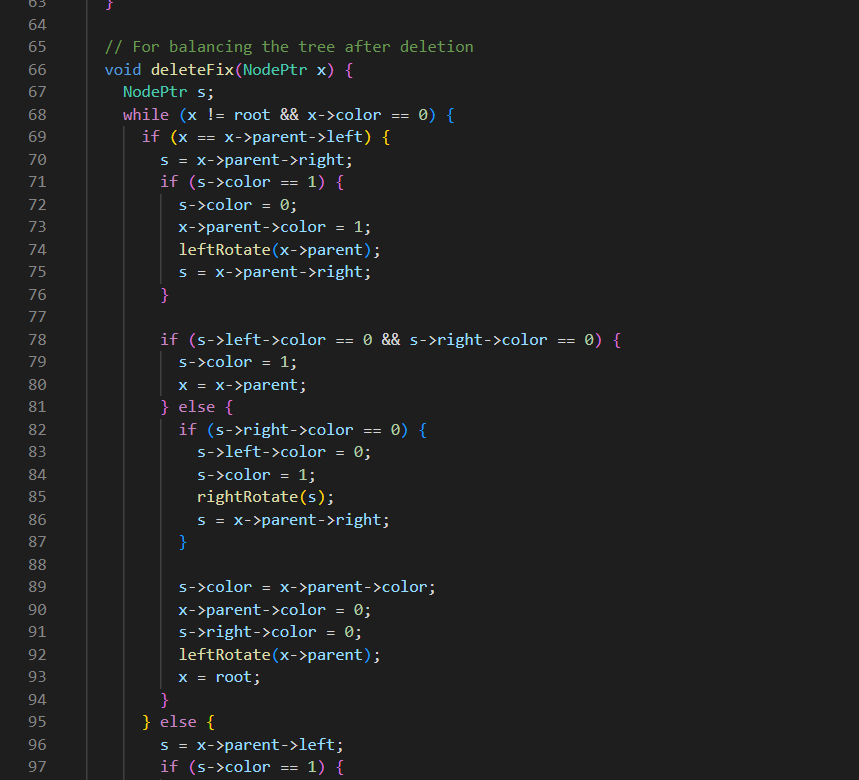 63 }
64
65 // For balancing the tree after deletion
66 void deleteFix(NodePtr x) {
67 NodePtr s;
68 while (x != root && x->color == 0) {
69 if (x == x->parent->left) {
70 s = x->parent->right;
71 if (s->color == 1) {
72 s->color = 0;
73 x->parent->color = 1;
74 leftRotate(x->parent);
75 s = x->parent->right;
76 }
77
78 if (s->left->color == 0 && s->right->color == 0) {
79 s->color = 1;
80 x = x->parent;
81 } else {
82 if (s->right->color == 0) {
83 s->left->color = 0;
84 s->color = 1;
85 rightRotate(s);
86 s = x->parent->right;
87 }
88
89 s->color = x->parent->color;
90 x->parent->color = 0;
91 s->right->color = 0;
92 leftRotate(x->parent);
93 x = root;
94 }
95 } else {
96 s = x->parent->left;
97 if (s->color == 1) {